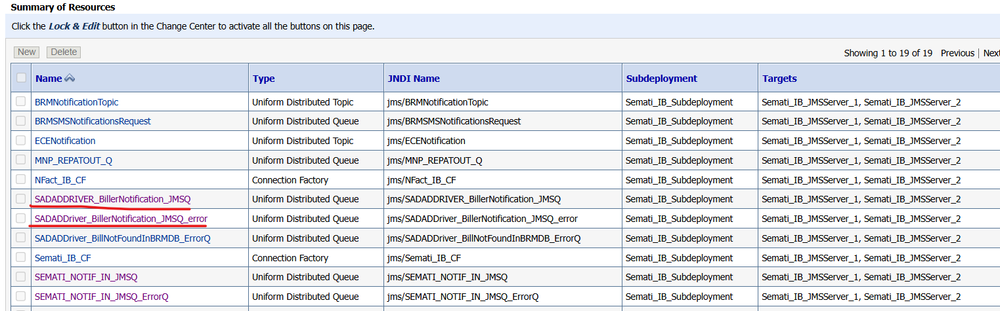 Summary of Resources
Click the Lock & Edit button in the Change Center to activate all the buttons on this page.
New Delete Showing 1 to 19 of 19 Previous | Next
Name Type JNDI Name Subdeployment Targets
BRMNotificationTopic Uniform Distributed Topic jms/BRMNotificationTopic Semati_IB_Subdeployment Semati_IB_JMSServer_1, Semati_IB_JMSServer_2
BRMSMSNotificationsRequest Uniform Distributed Queue jms/BRMSMSNotificationsRequest Semati_IB_Subdeployment Semati_IB_JMSServer_1, Semati_IB_JMSServer_2
ECENotification Uniform Distributed Topic jms/ECENotification Semati_IB_Subdeployment Semati_IB_JMSServer_1, Semati_IB_JMSServer_2
MNP_REPATOUT_Q Uniform Distributed Queue jms/MNP_REPATOUT_Q Semati_IB_Subdeployment Semati_IB_JMSServer_1, Semati_IB_JMSServer_2
NFact_IB_CF Connection Factory jms/NFact_IB_CF Semati_IB_Subdeployment Semati_IB_JMSServer_1, Semati_IB_JMSServer_2
SADADDRIVER_BillerNotification_JMSQ Uniform Distributed Queue jms/SADADDRIVER_BillerNotification_JMSQ Semati_IB_Subdeployment Semati_IB_JMSServer_1, Semati_IB_JMSServer_2
SADADDriver_BillerNotification_JMSQ_error Uniform Distributed Queue jms/SADADDriver_BillerNotification_JMSQ_error Semati_IB_Subdeployment Semati_IB_JMSServer_1, Semati_IB_JMSServer_2
SADADDriver_BillNotFoundInBRMDB_ErrorQ Uniform Distributed Queue jms/SADADDriver_BillNotFoundInBRMDB_ErrorQ Semati_IB_Subdeployment Semati_IB_JMSServer_1, Semati_IB_JMSServer_2
Semati_IB_CF Connection Factory jms/Semati_IB_CF Semati_IB_Subdeployment Semati_IB_JMSServer_1, Semati_IB_JMSServer_2
SEMATI_NOTIF_IN_JMSQ Uniform Distributed Queue jms/SEMATI_NOTIF_IN_JMSQ Semati_IB_Subdeployment Semati_IB_JMSServer_1, Semati_IB_JMSServer_2
SEMATI_NOTIF_IN_JMSQ_ErrorQ Uniform Distributed Queue jms/SEMATI_NOTIF_IN_JMSQ_ErrorQ Semati_IB_Subdeployment Semati_IB_JMSServer_1, Semati_IB_JMSServer_2